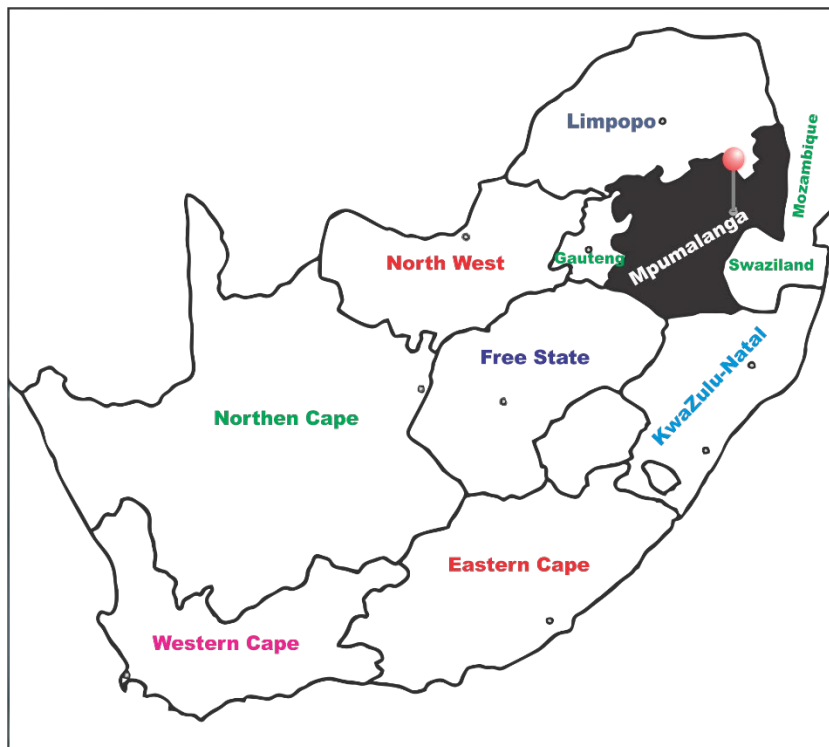 Limpopo
Mozambique
Mpumalanga
Gauteng
North West
Swaziland
Free State
KwaZulu-Natal
Northen Cape
Eastern Cape
Western Cape